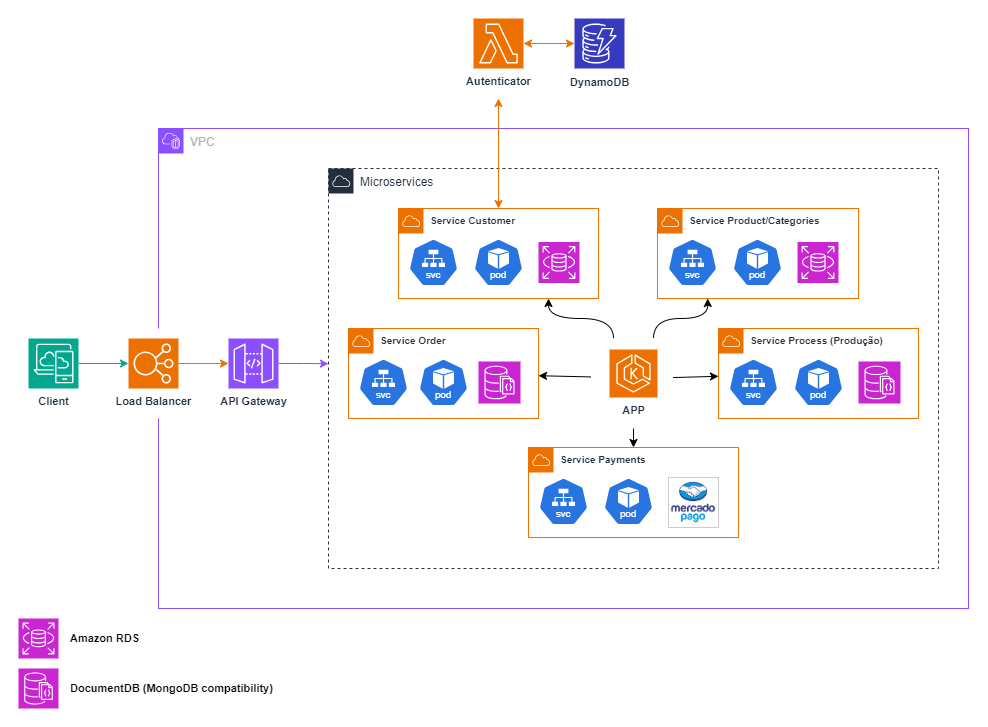 Autenticator
DynamoDB
VPC
Microservices
Service Customer
svc
pod
Service Product/Categories
svc
pod
Service Order
svc
pod
APP
Service Process (Produção)
svc
pod
Client
Load Balancer
API Gateway
Service Payments
svc
pod
mercado
pago
Amazon RDS
DocumentDB (MongoDB compatibility)